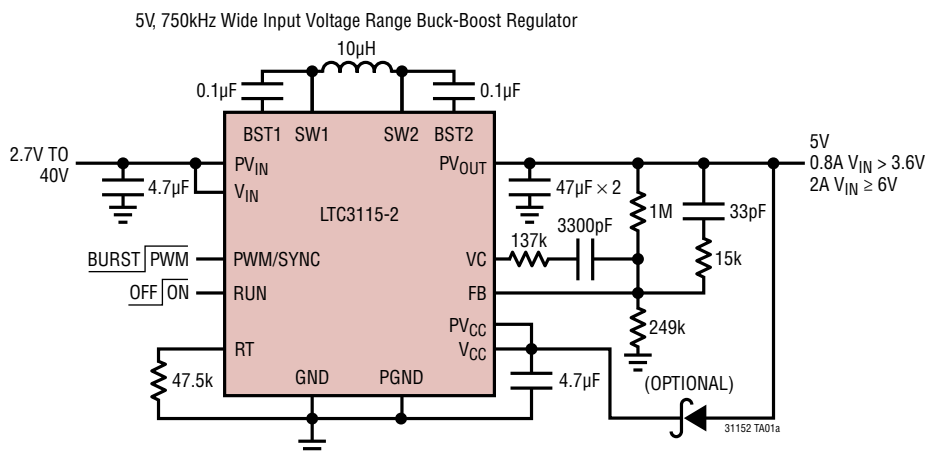 5V, 750kHz Wide Input Voltage Range Buck-Boost Regulator
10µH
0.1µF
0.1µF
BST1 SW1 SW2 BST2
2.7V TO
40V
PVIN
PVOUT
5V
0.8A VIN > 3.6V
2A VIN ≥ 6V
4.7µF
VIN
47µF × 2
LTC3115-2
1M
33pF
3300pF
137k
BURST PWM
PWM/SYNC
VC
15k
OFF ON
RUN
FB
249k
PVCC
VCC
RT
47.5k
GND PGND
4.7µF
(OPTIONAL)
31152 TA01a